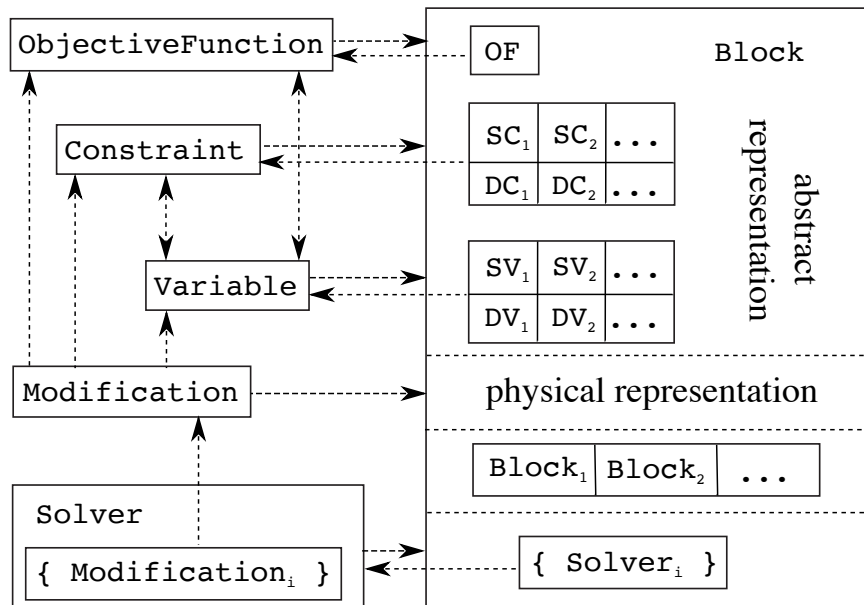 ObjectiveFunction
Constraint
Variable
Modification
Solver
{ Modificationᵢ }
OF
Block
SC₁ SC₂ ...
DC₁ DC₂ ...
SV₁ SV₂ ...
DV₁ DV₂ ...
abstract
representation
physical representation
Block₁ Block₂ ...
{ Solverᵢ }